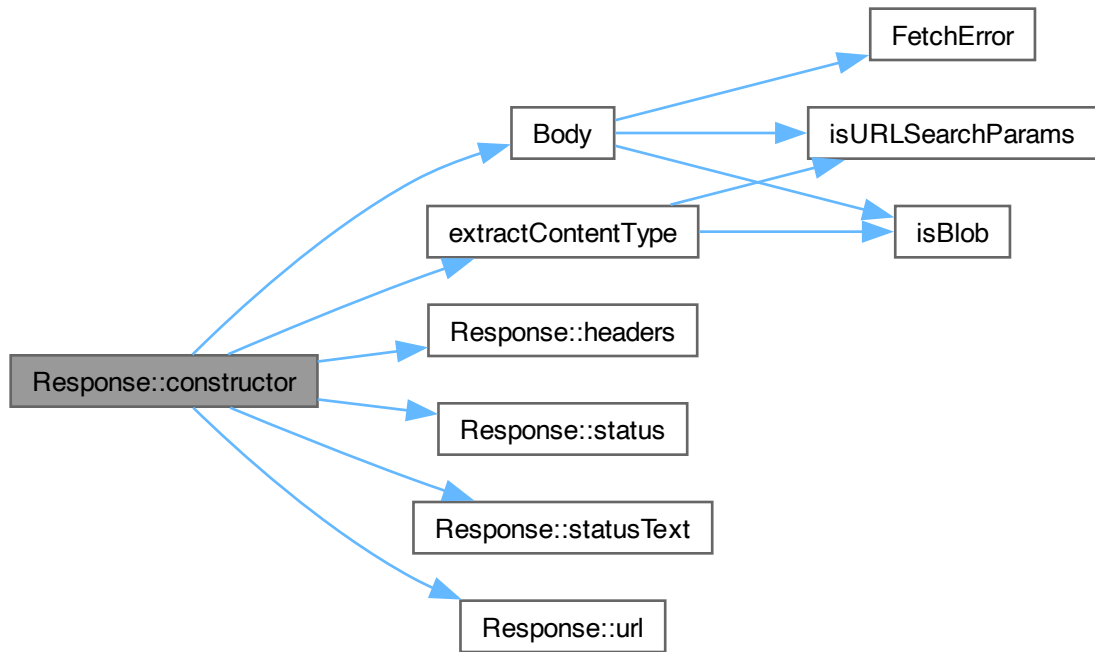 FetchError
Body
isURLSearchParams
extractContentType
isBlob
Response::headers
Response::constructor
Response::status
Response::statusText
Response::url